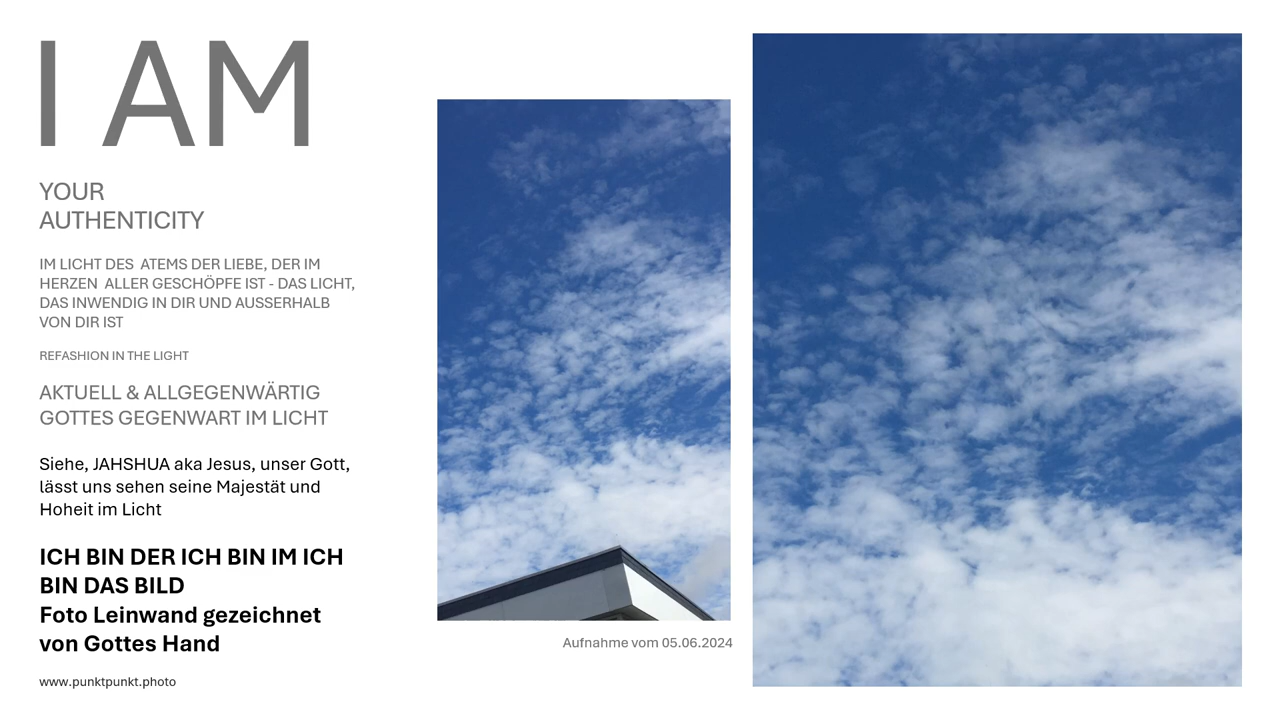 I AM
YOUR
AUTHENTICITY
IM LICHT DES  ATEMS DER LIEBE, DER IM
HERZEN  ALLER GESCHÖPFE IST - DAS LICHT,
DAS INWENDIG IN DIR UND AUSSERHALB
VON DIR IST
REFASHION IN THE LIGHT
AKTUELL & ALLGEGENWÄRTIG
GOTTES GEGENWART IM LICHT
Siehe, JAHSHUA aka Jesus, unser Gott,
lässt uns sehen seine Majestät und
Hoheit im Licht
ICH BIN DER ICH BIN IM ICH
BIN DAS BILD
Foto Leinwand gezeichnet
von Gottes Hand
www.punktpunkt.photo
Aufnahme vom 05.06.2024